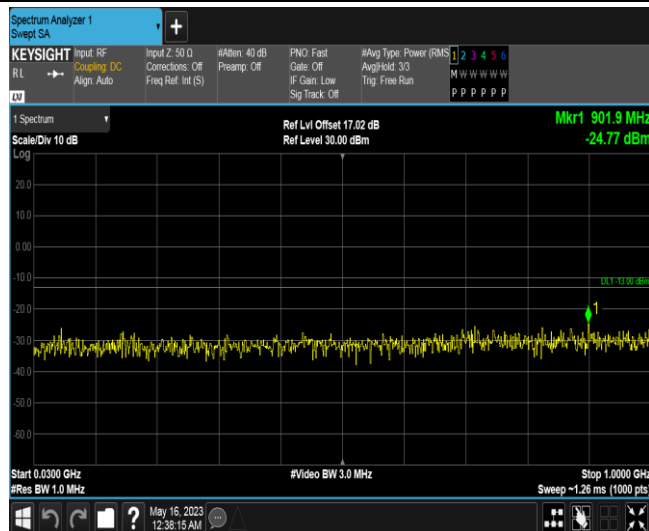 Spectrum Analyzer 1
Swept SA
+
KEYSIGHT Input: RF Input Z: 50 Ω #Atten: 40 dB PNO: Fast #Avg Type: Power (RMS 1 2 3 4 5 6
RL Coupling: DC Corrections: Off Preamp: Off Gate: Off Avg|Hold: 3/3 M W W W W W
Align: Auto Freq Ref: Int (S) IF Gain: Low Trig: Free Run
Sig Track: Off P P P P P P
1 Spectrum
Ref Lvl Offset 17.02 dB Mkr1 901.9 MHz
Scale/Div 10 dB Ref Level 30.00 dBm -24.77 dBm
Log
20.0
10.0
0.00
-10.0
DL1 -13.00 dBm
-20.0
1
-30.0
-40.0
-50.0
-60.0
Start 0.0300 GHz #Video BW 3.0 MHz Stop 1.0000 GHz
#Res BW 1.0 MHz Sweep ~1.26 ms (1000 pts)
? May 16, 2023
12:38:15 AM